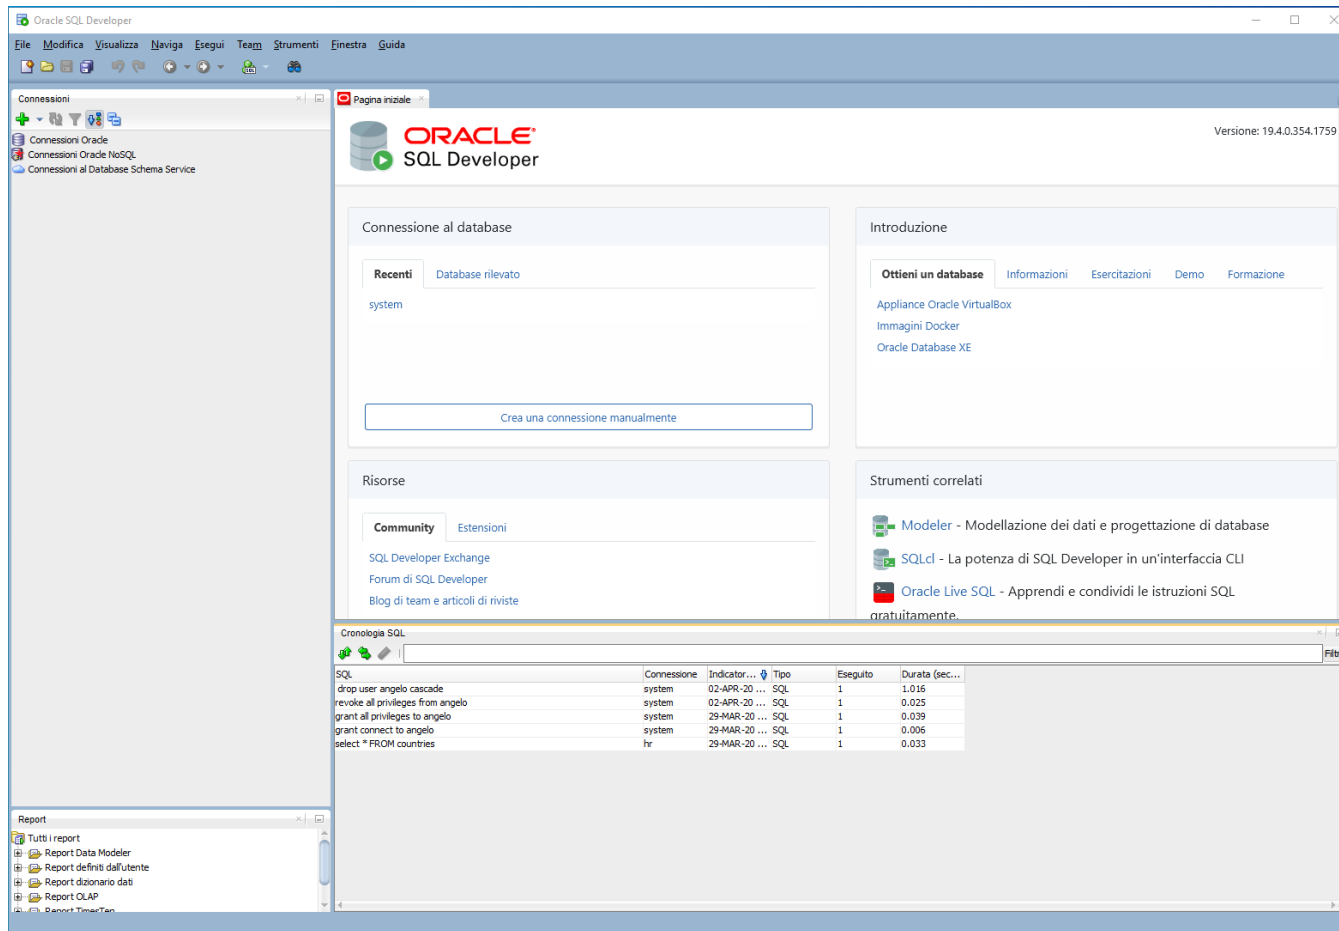 Oracle SQL Developer
File Modifica Visualizza Naviga Esegui Team Strumenti Finestra Guida
Connessioni
Connessioni Oracle
Connessioni Oracle NoSQL
Connessioni al Database Schema Service
Pagina iniziale
ORACLE
SQL Developer
Versione: 19.4.0.354.1759
Connessione al database
Recenti Database rilevato
system
Crea una connessione manualmente
Introduzione
Ottieni un database Informazioni Esercitazioni Demo Formazione
Appliance Oracle VirtualBox
Immagini Docker
Oracle Database XE
Risorse
Community Estensioni
SQL Developer Exchange
Forum di SQL Developer
Blog di team e articoli di riviste
Strumenti correlati
Modeler - Modellazione dei dati e progettazione di database
SQLcl - La potenza di SQL Developer in un'interfaccia CLI
Oracle Live SQL - Apprendi e condividi le istruzioni SQL
gratuitamente.
Cronologia SQL
Filtr
SQL Connessione Indicator... Tipo Eseguito Durata (sec...
drop user angelo cascade system 02-APR-20 ... SQL 1 1.016
revoke all privileges from angelo system 02-APR-20 ... SQL 1 0.025
grant all privileges to angelo system 29-MAR-20 ... SQL 1 0.039
grant connect to angelo system 29-MAR-20 ... SQL 1 0.006
select * FROM countries hr 29-MAR-20 ... SQL 1 0.033
Report
Tutti i report
Report Data Modeler
Report definiti dall'utente
Report dizionario dati
Report OLAP
Report TimesTen